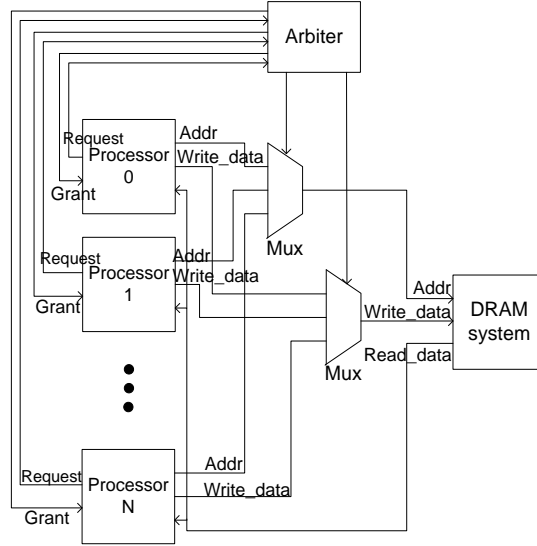 Arbiter
Request
Processor
0
Addr
Write_data
Grant
Mux
Request
Processor
1
Addr
Write_data
Grant
Addr
Write_data
Read_data
DRAM
system
Mux
Request
Processor
N
Addr
Write_data
Grant